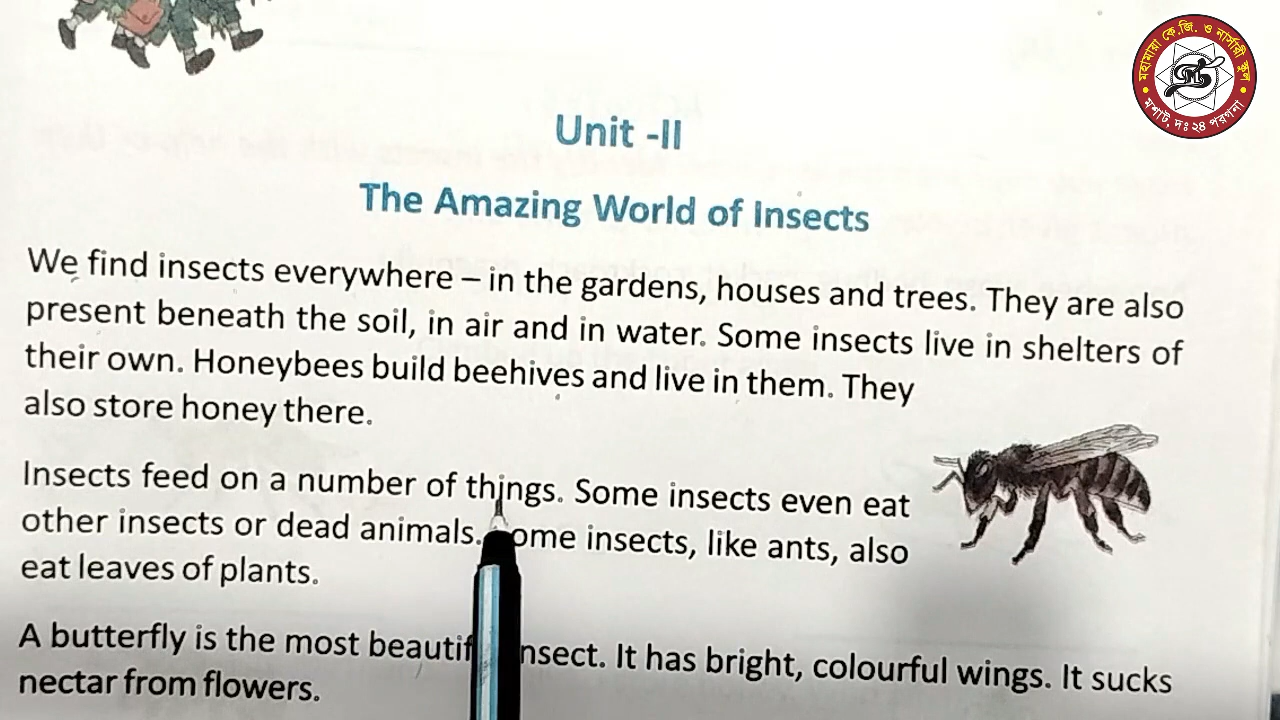 মহামায়া কে.জি. ও নার্সারী স্কুল
মশাট, দঃ ২৪ পরগনা
Unit -II
The Amazing World of Insects
We find insects everywhere – in the gardens, houses and trees. They are also
present beneath the soil, in air and in water. Some insects live in shelters of
their own. Honeybees build beehives and live in them. They
also store honey there.
Insects feed on a number of things. Some insects even eat
other insects or dead animals. ome insects, like ants, also
eat leaves of plants.
A butterfly is the most beautif nsect. It has bright, colourful wings. It sucks
nectar from flowers.